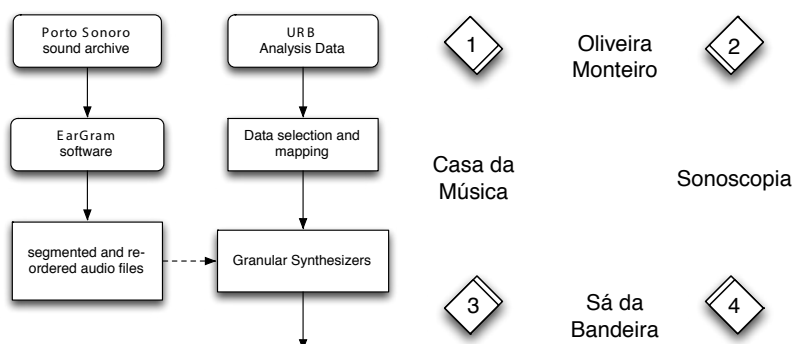 Porto Sonoro
sound archive
URB
Analysis Data
EarGram
software
Data selection and
mapping
segmented and re-
ordered audio files
Granular Synthesizers
1
Oliveira
Monteiro
2
Casa da
Música
Sonoscopia
3
Sá da
Bandeira
4